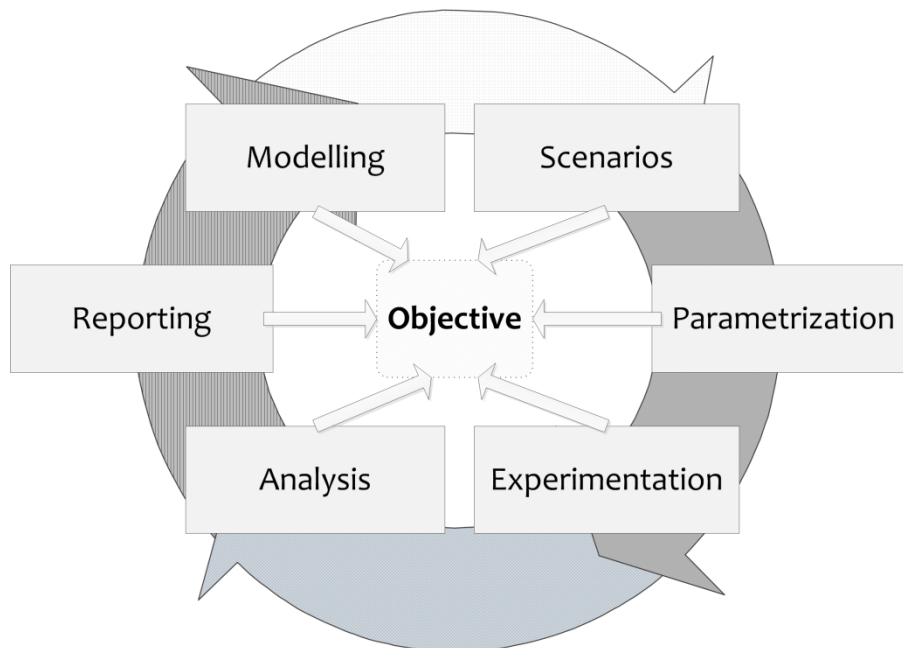 Modelling
Scenarios
Reporting
Objective
Parametrization
Analysis
Experimentation